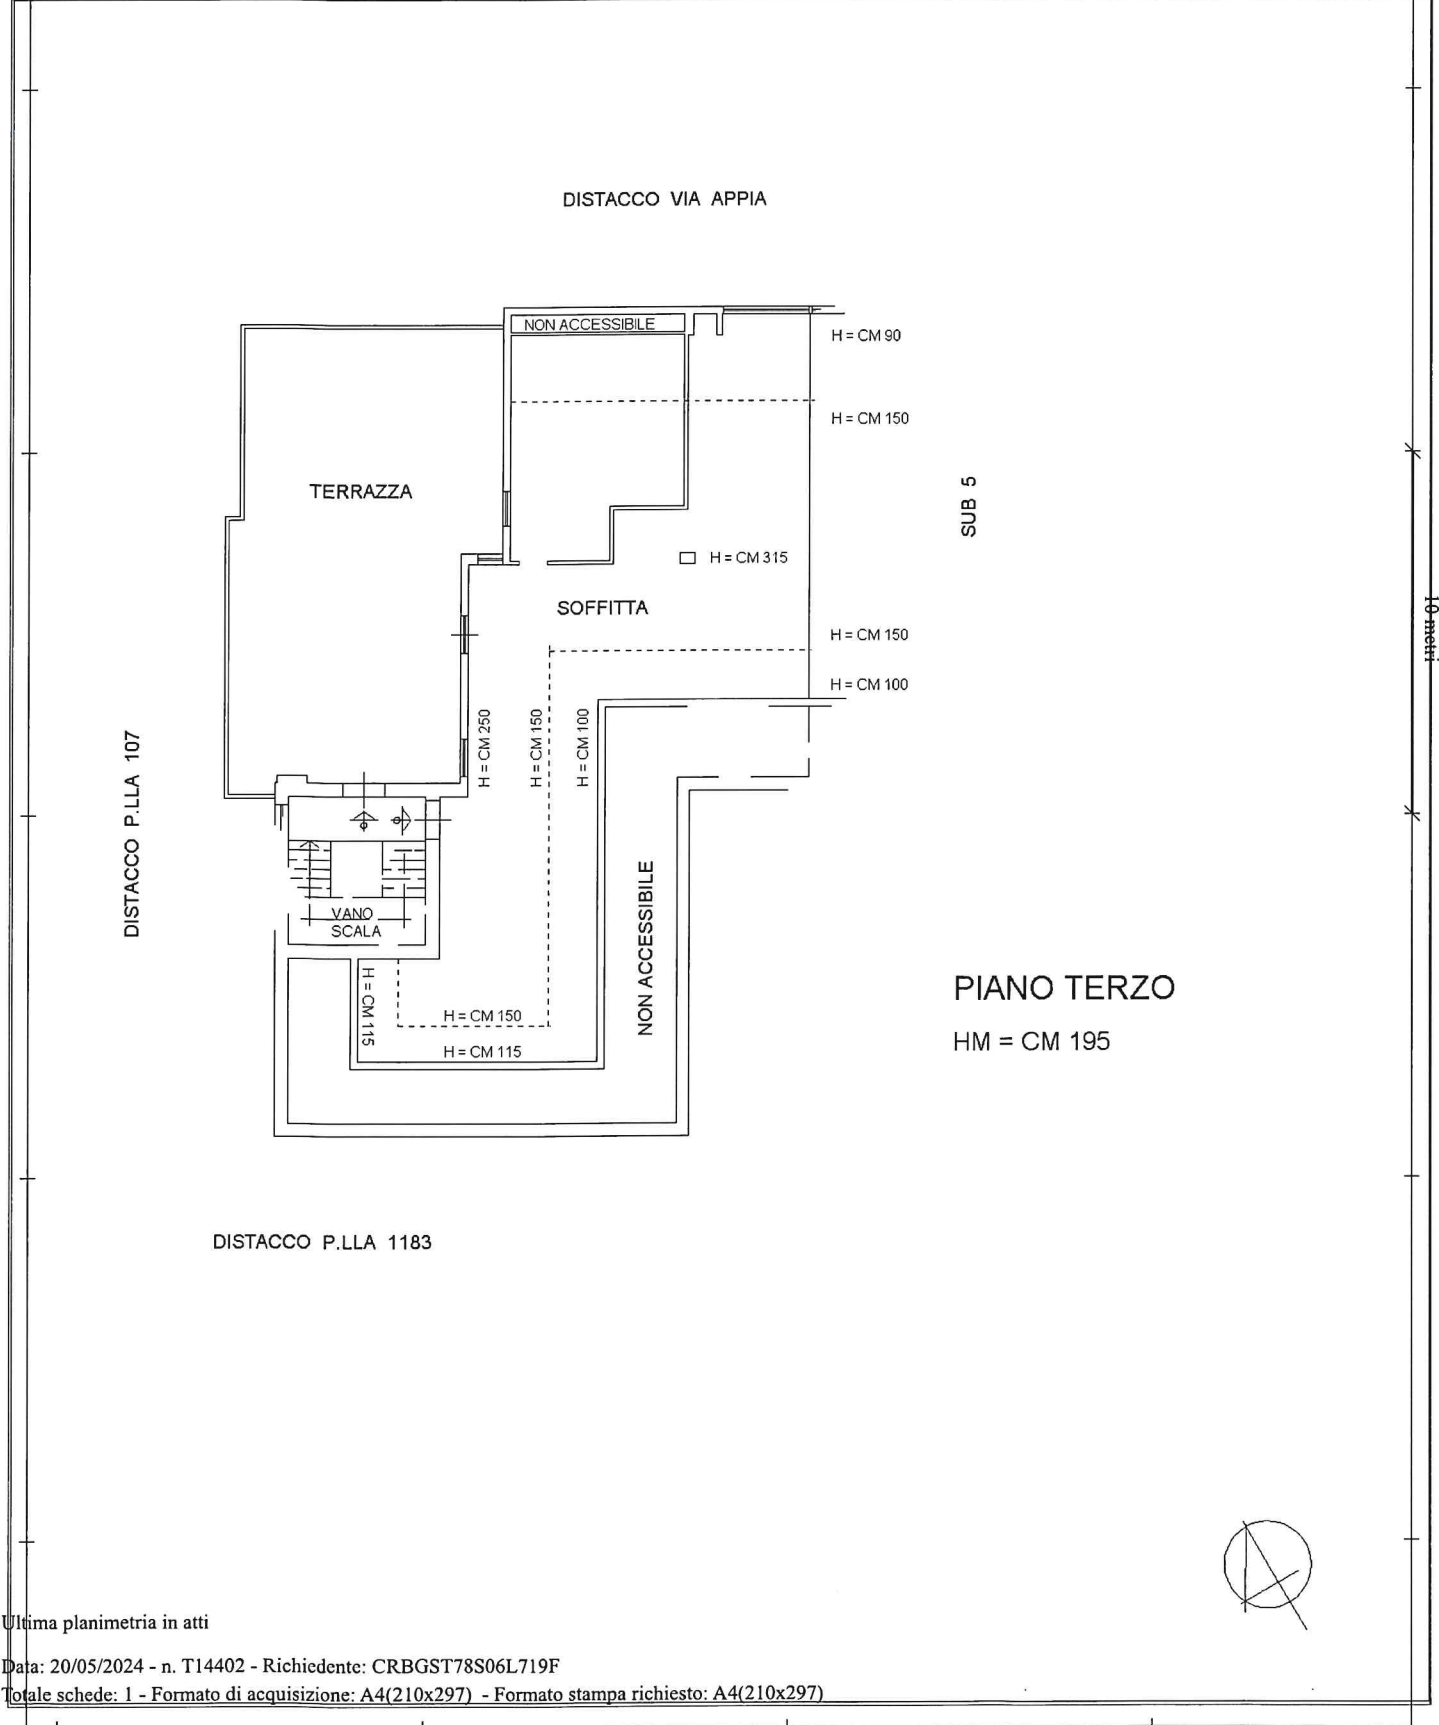 DISTACCO VIA APPIA
NON ACCESSIBILE
H = CM 90
H = CM 150
TERRAZZA
SUB 5
H = CM 315
SOFFITTA
10 metri
H = CM 150
H = CM 100
H = CM 250
H = CM 150
H = CM 100
DISTACCO P.LLA 107
NON ACCESSIBILE
VANO
SCALA
H = CM 115
H = CM 150
H = CM 115
PIANO TERZO
HM = CM 195
DISTACCO P.LLA 1183
Ultima planimetria in atti
Data: 20/05/2024 - n. T14402 - Richiedente: CRBGST78S06L719F
Totale schede: 1 - Formato di acquisizione: A4(210x297) - Formato stampa richiesto: A4(210x297)